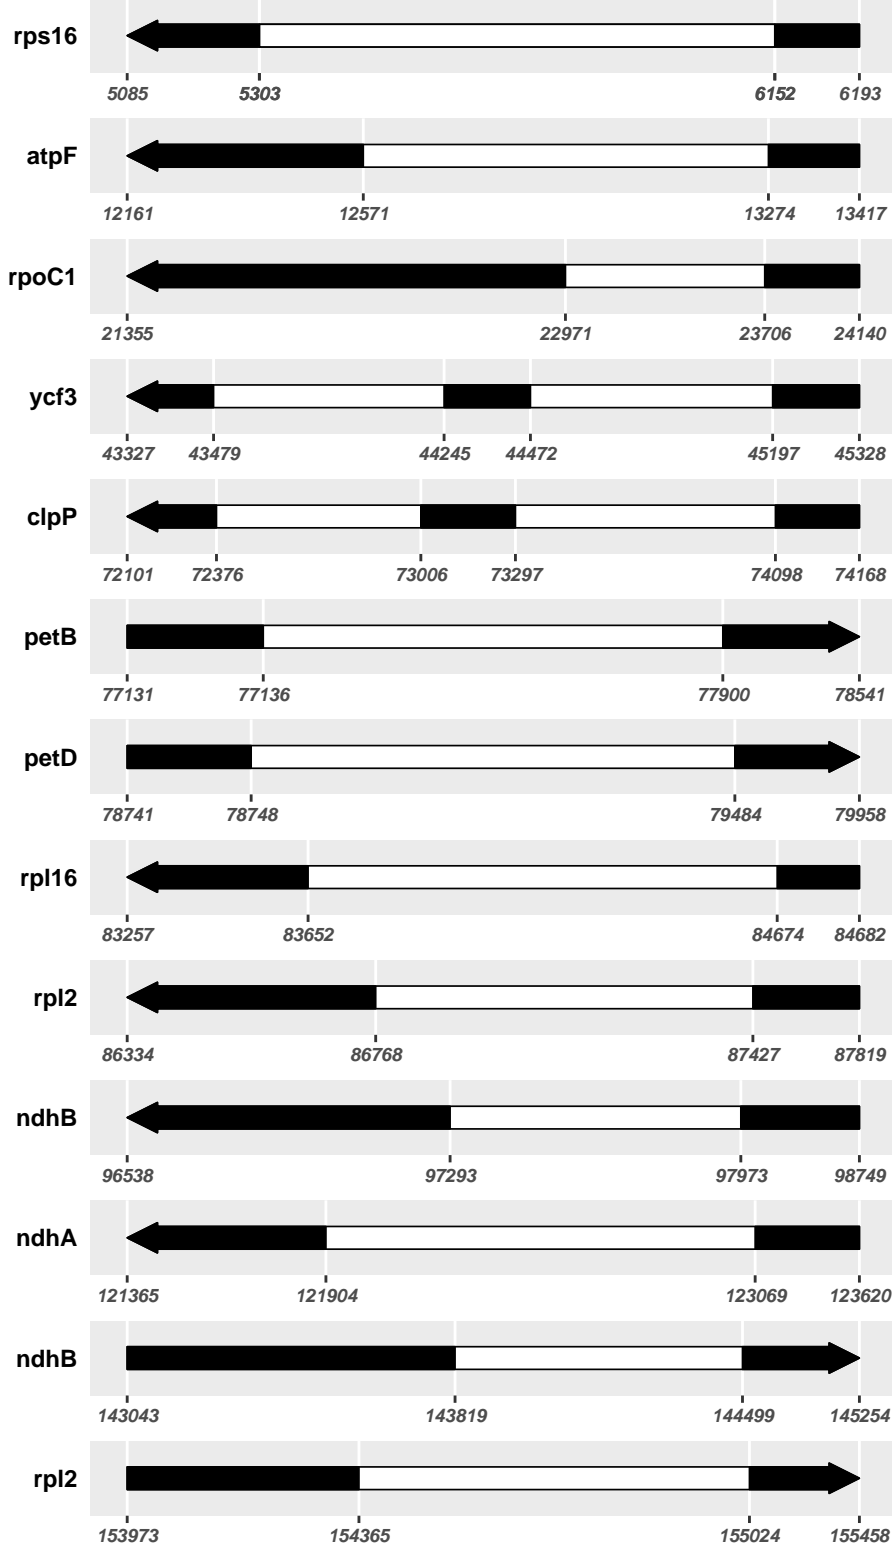 rps16
5085 5303 6152 6193
atpF
12161 12571 13274 13417
rpoC1
21355 22971 23706 24140
ycf3
43327 43479 44245 44472 45197 45328
clpP
72101 72376 73006 73297 74098 74168
petB
77131 77136 77900 78541
petD
78741 78748 79484 79958
rpl16
83257 83652 84674 84682
rpl2
86334 86768 87427 87819
ndhB
96538 97293 97973 98749
ndhA
121365 121904 123069 123620
ndhB
143043 143819 144499 145254
rpl2
153973 154365 155024 155458